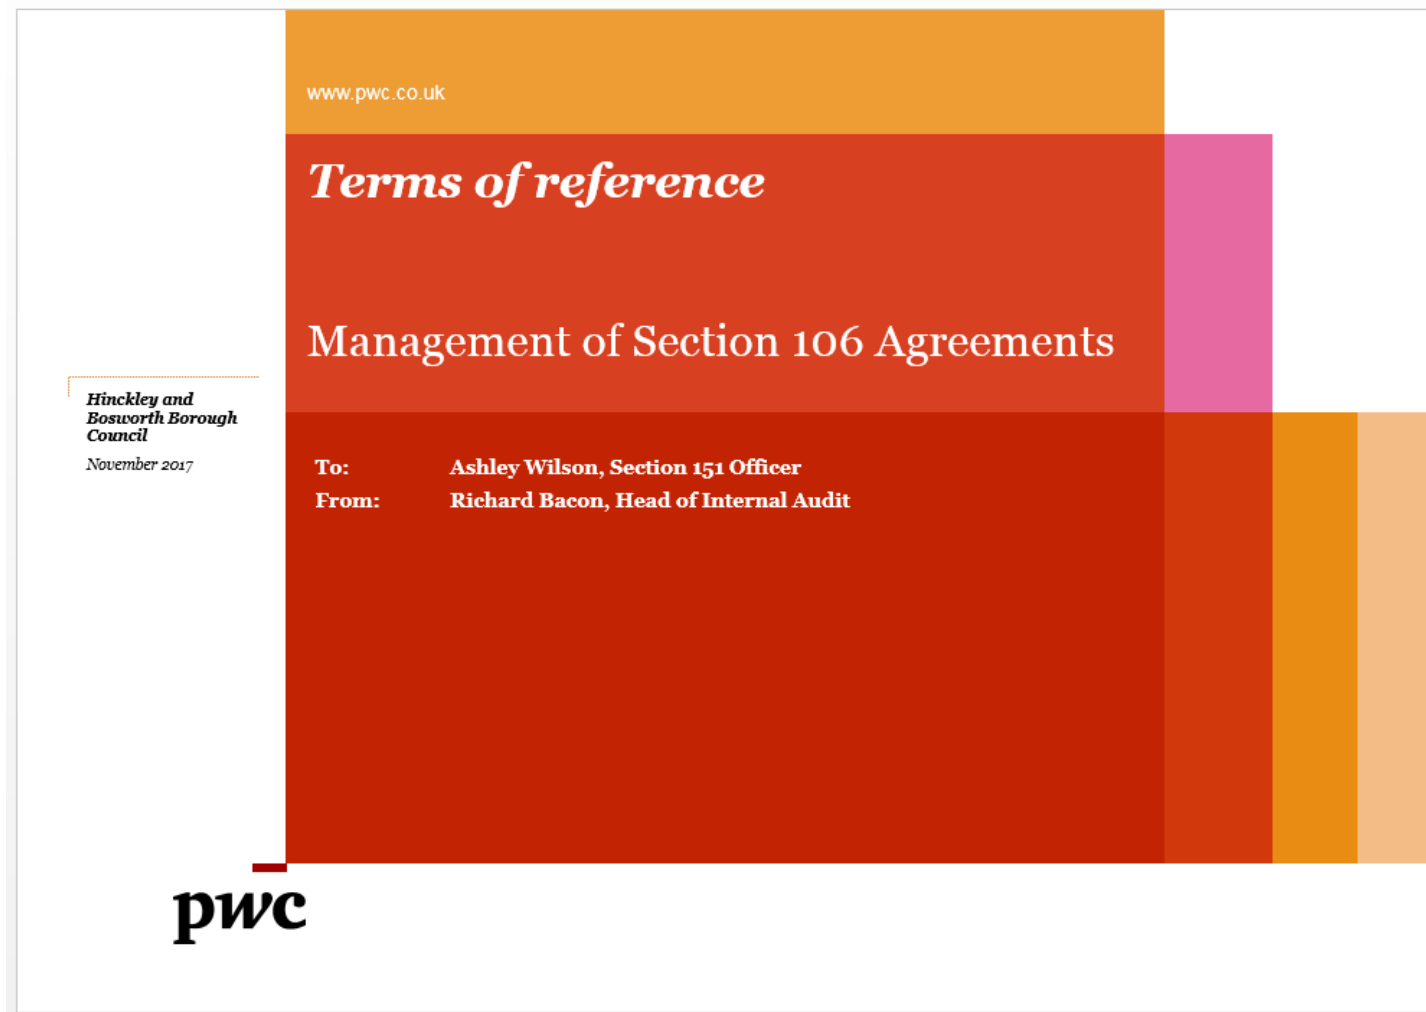 www.pwc.co.uk
Terms of reference
Management of Section 106 Agreements
Hinckley and
Bosworth Borough
Council
November 2017
To: Ashley Wilson, Section 151 Officer
From: Richard Bacon, Head of Internal Audit
pwc